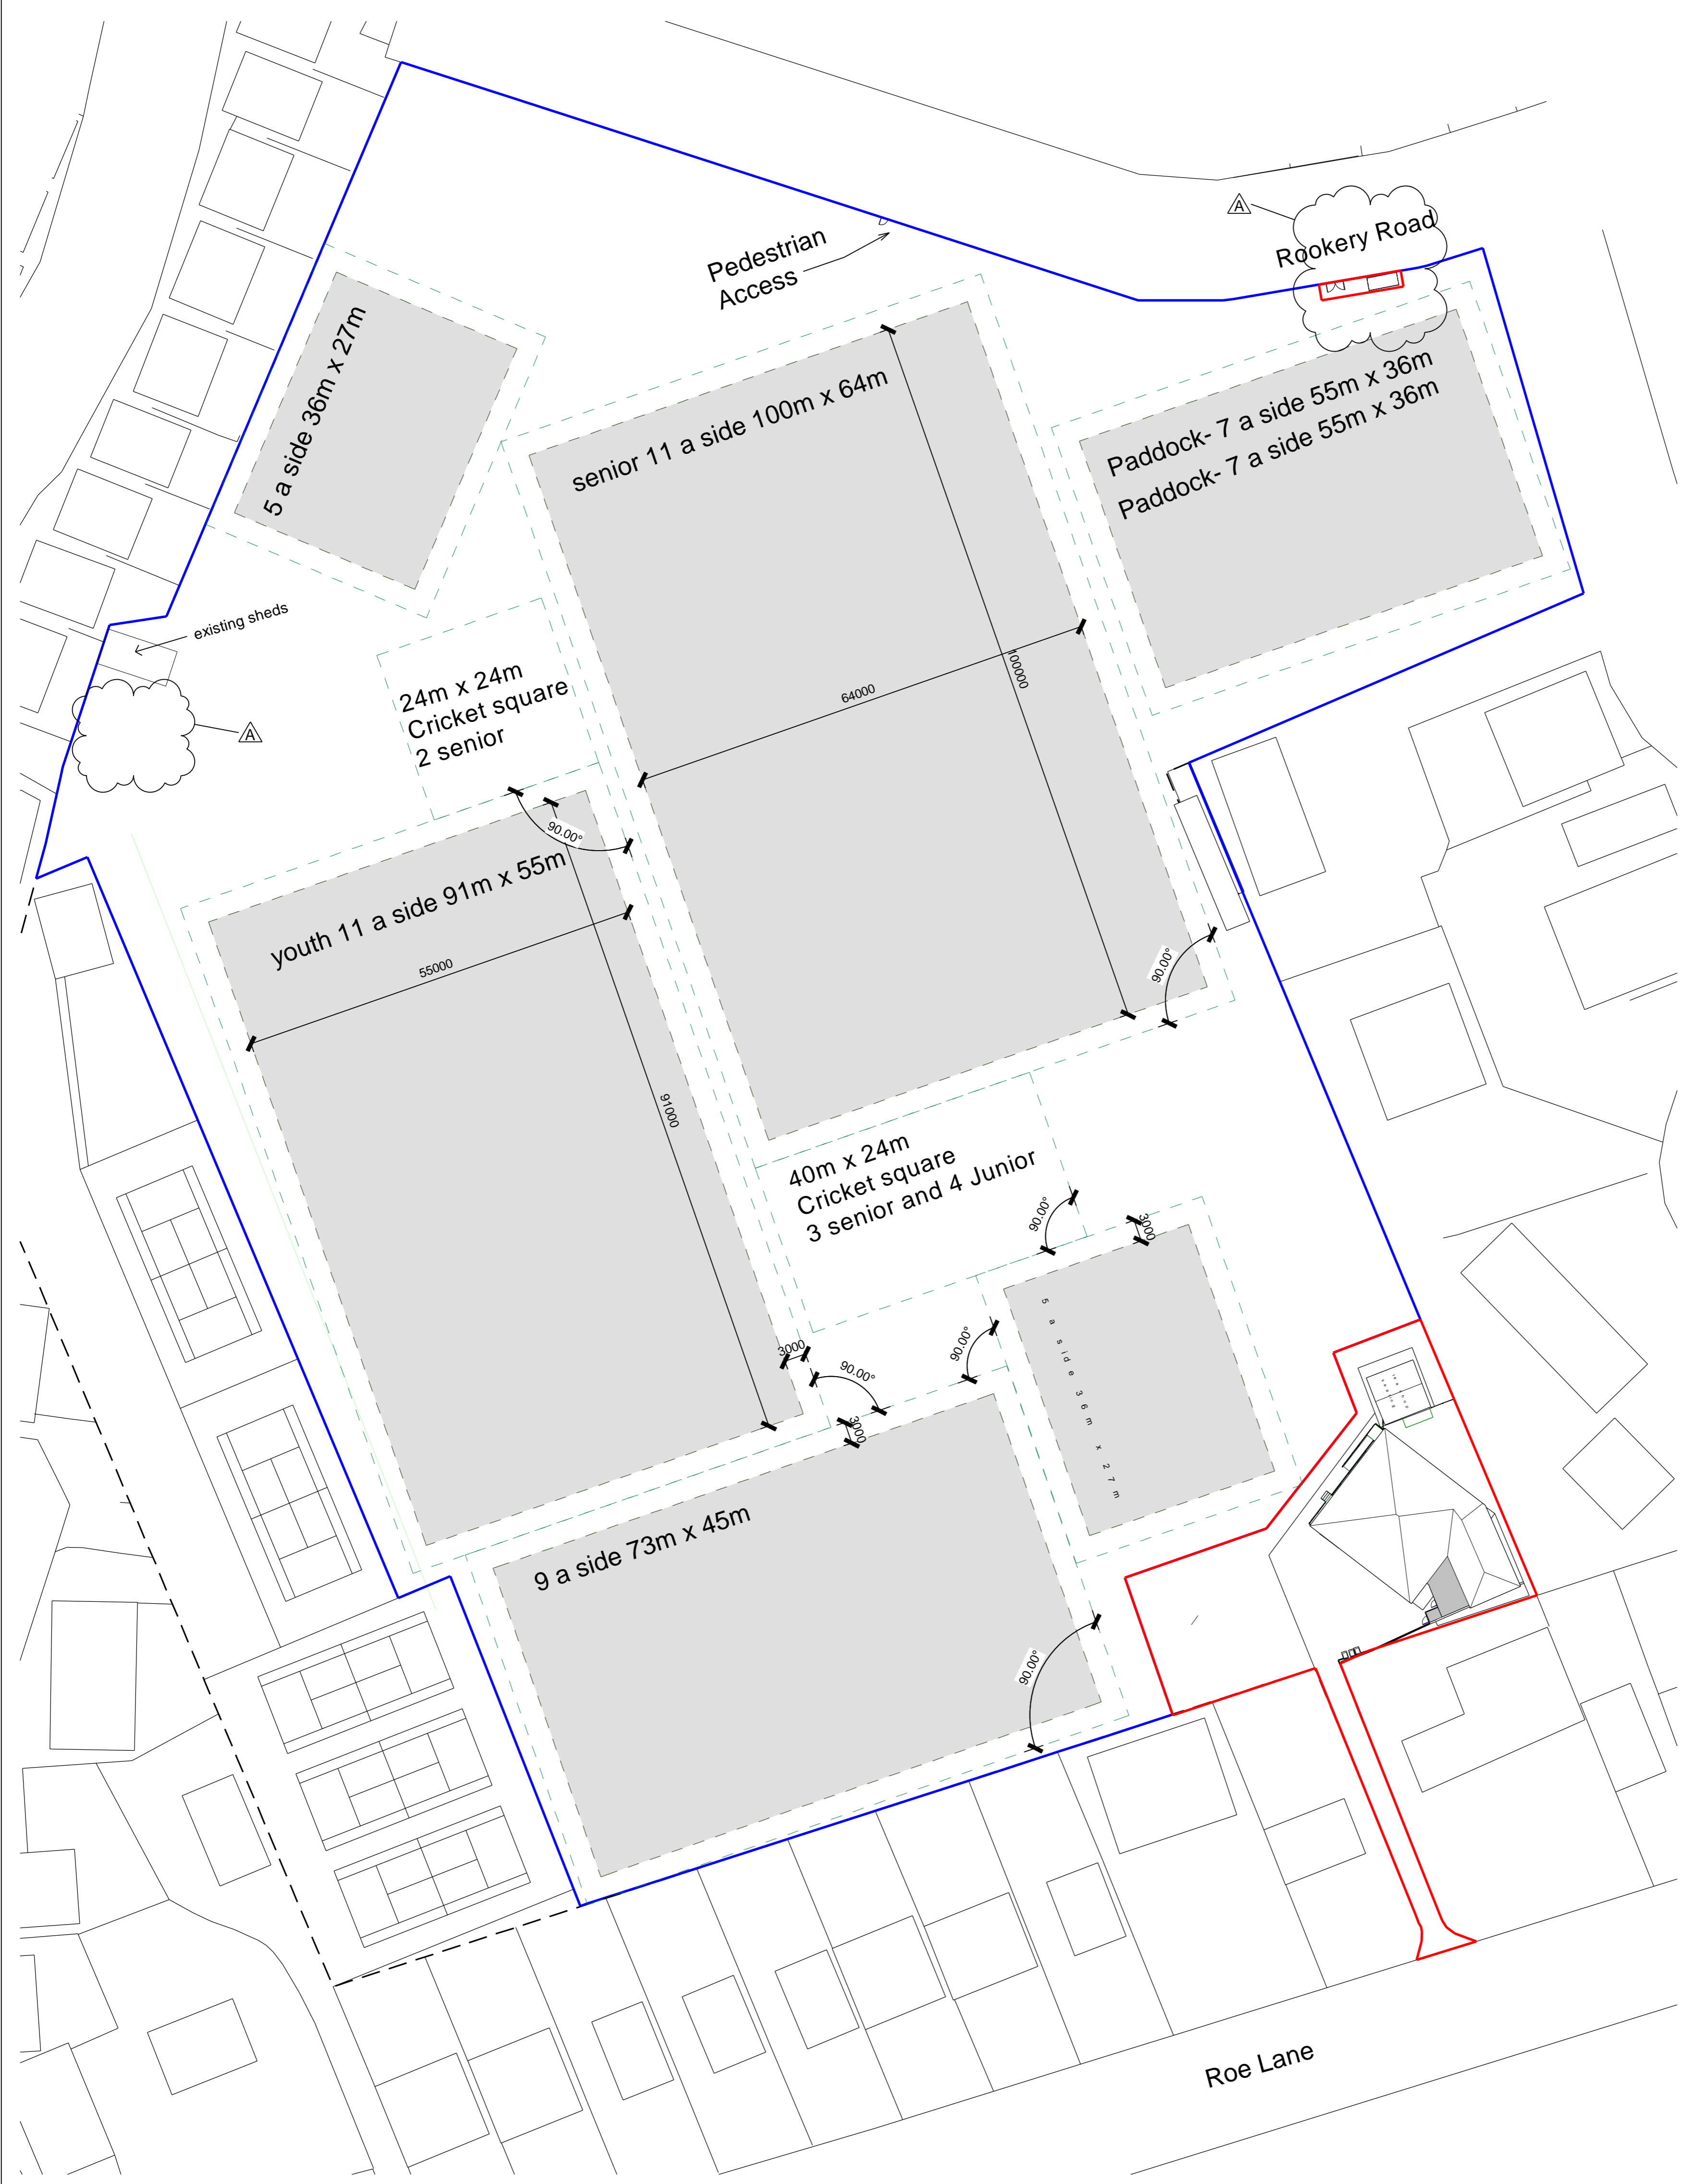 A
Rookery Road
Pedestrian
Access
5 a side 36m x 27m
senior 11 a side 100m x 64m
Paddock- 7 a side 55m x 36m
Paddock- 7 a side 55m x 36m
existing sheds
24m x 24m
Cricket square
2 senior
A
100000
64000
90.00°
youth 11 a side 91m x 55m
55000
90.00°
91000
40m x 24m
Cricket square
3 senior and 4 Junior
90.00°
3000
5 a side 36m x 27m
3000
90.00°
90.00°
3000
9 a side 73m x 45m
90.00°
Roe Lane